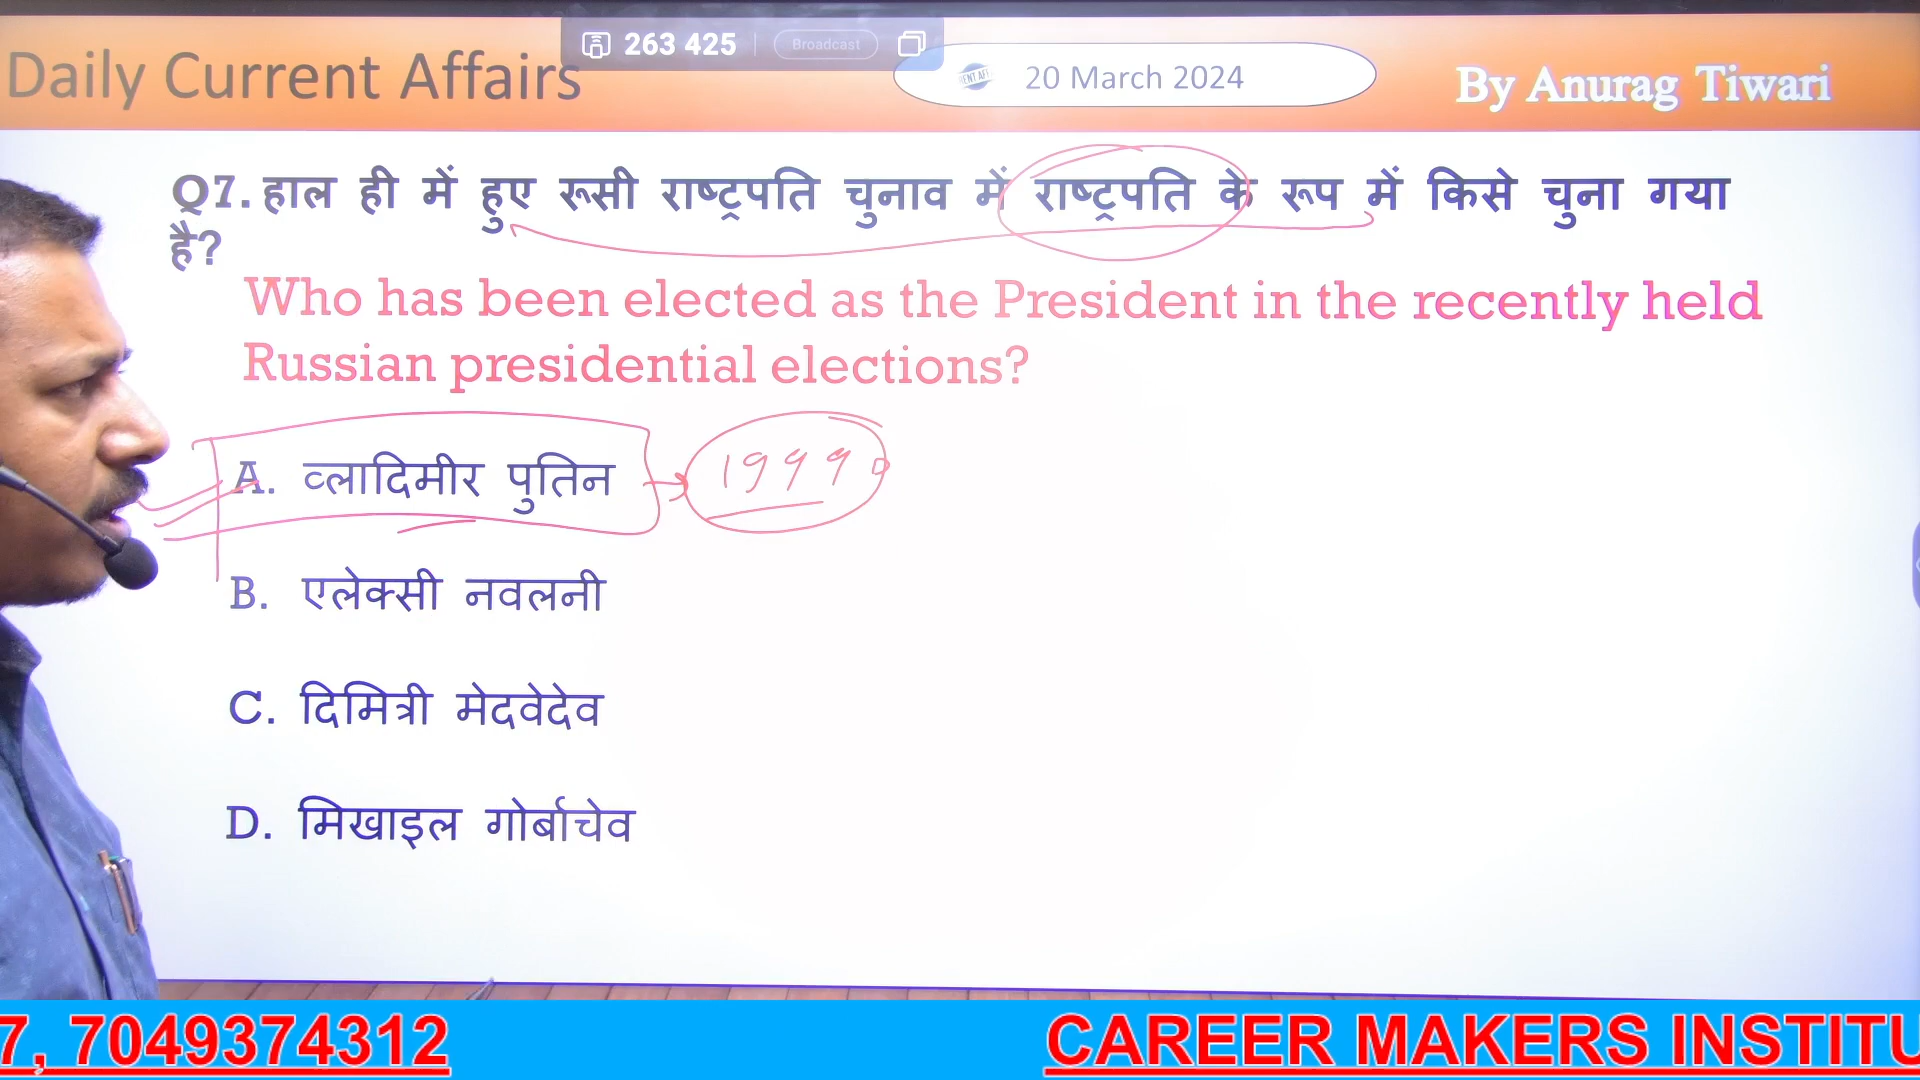 Daily Current Affairs
263 425
Broadcast
20 March 2024
By Anurag Tiwari
Q7. हाल ही में हुए रूसी राष्ट्रपति चुनाव में राष्ट्रपति के रूप में किसे चुना गया
है?
Who has been elected as the President in the recently held
Russian presidential elections?
A. व्लादिमीर पुतिन
1999
B. एलेक्सी नवलनी
C. दिमित्री मेदवेदेव
D. मिखाइल गोर्बाचेव
7, 7049374312
CAREER MAKERS INSTITU